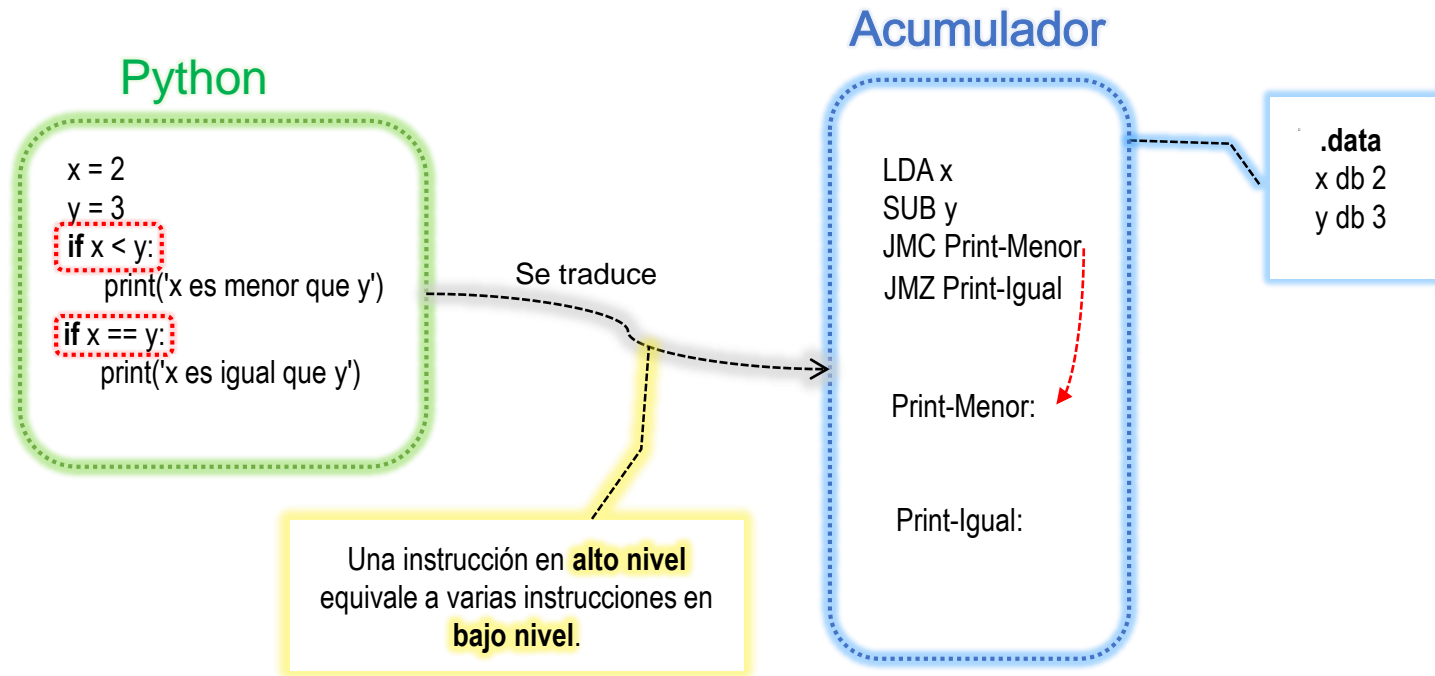 Python
x = 2
y = 3
if x < y:
print('x es menor que y')
if x == y:
print('x es igual que y')
Se traduce
Una instrucción en alto nivel
equivale a varias instrucciones en
bajo nivel.
Acumulador
LDA x
SUB y
JMC Print-Menor
JMZ Print-Igual
Print-Menor:
Print-Igual:
.data
x db 2
y db 3